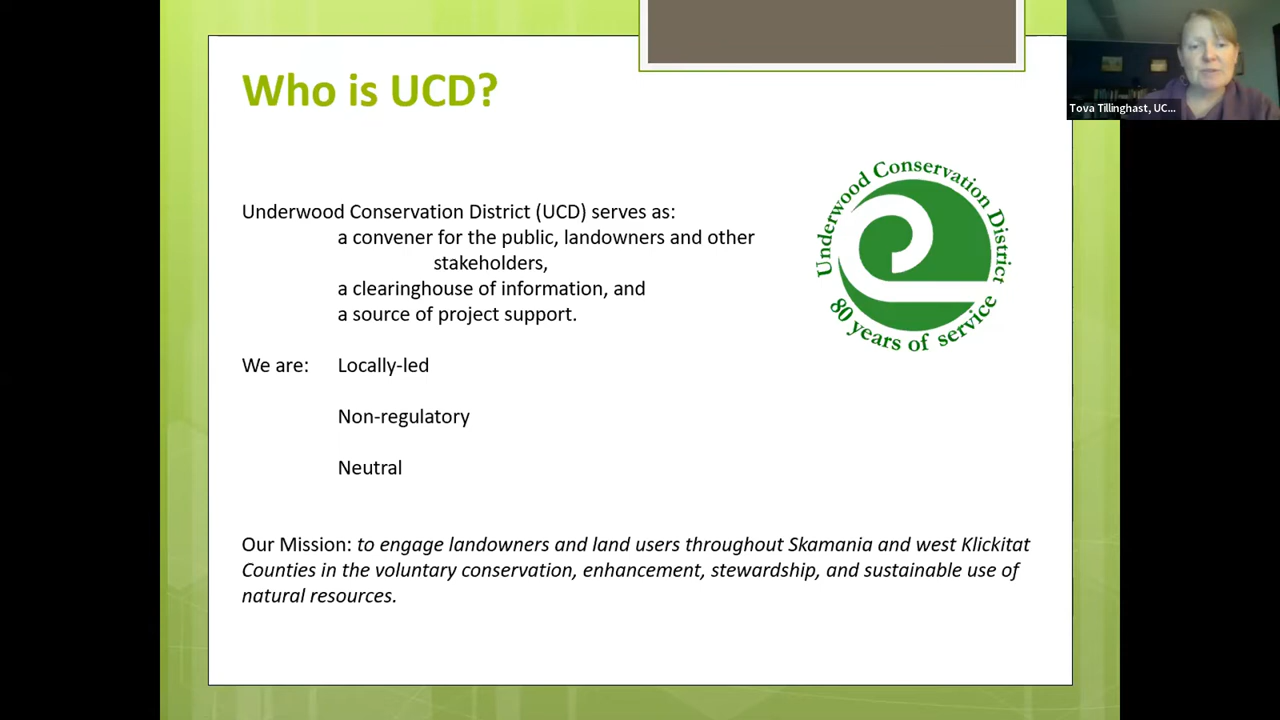 Who is UCD?
Tova Tillinghast, UC...
Underwood Conservation District
80 years of service
Underwood Conservation District (UCD) serves as:
a convener for the public, landowners and other
stakeholders,
a clearinghouse of information, and
a source of project support.
We are: Locally-led
Non-regulatory
Neutral
Our Mission: to engage landowners and land users throughout Skamania and west Klickitat
Counties in the voluntary conservation, enhancement, stewardship, and sustainable use of
natural resources.